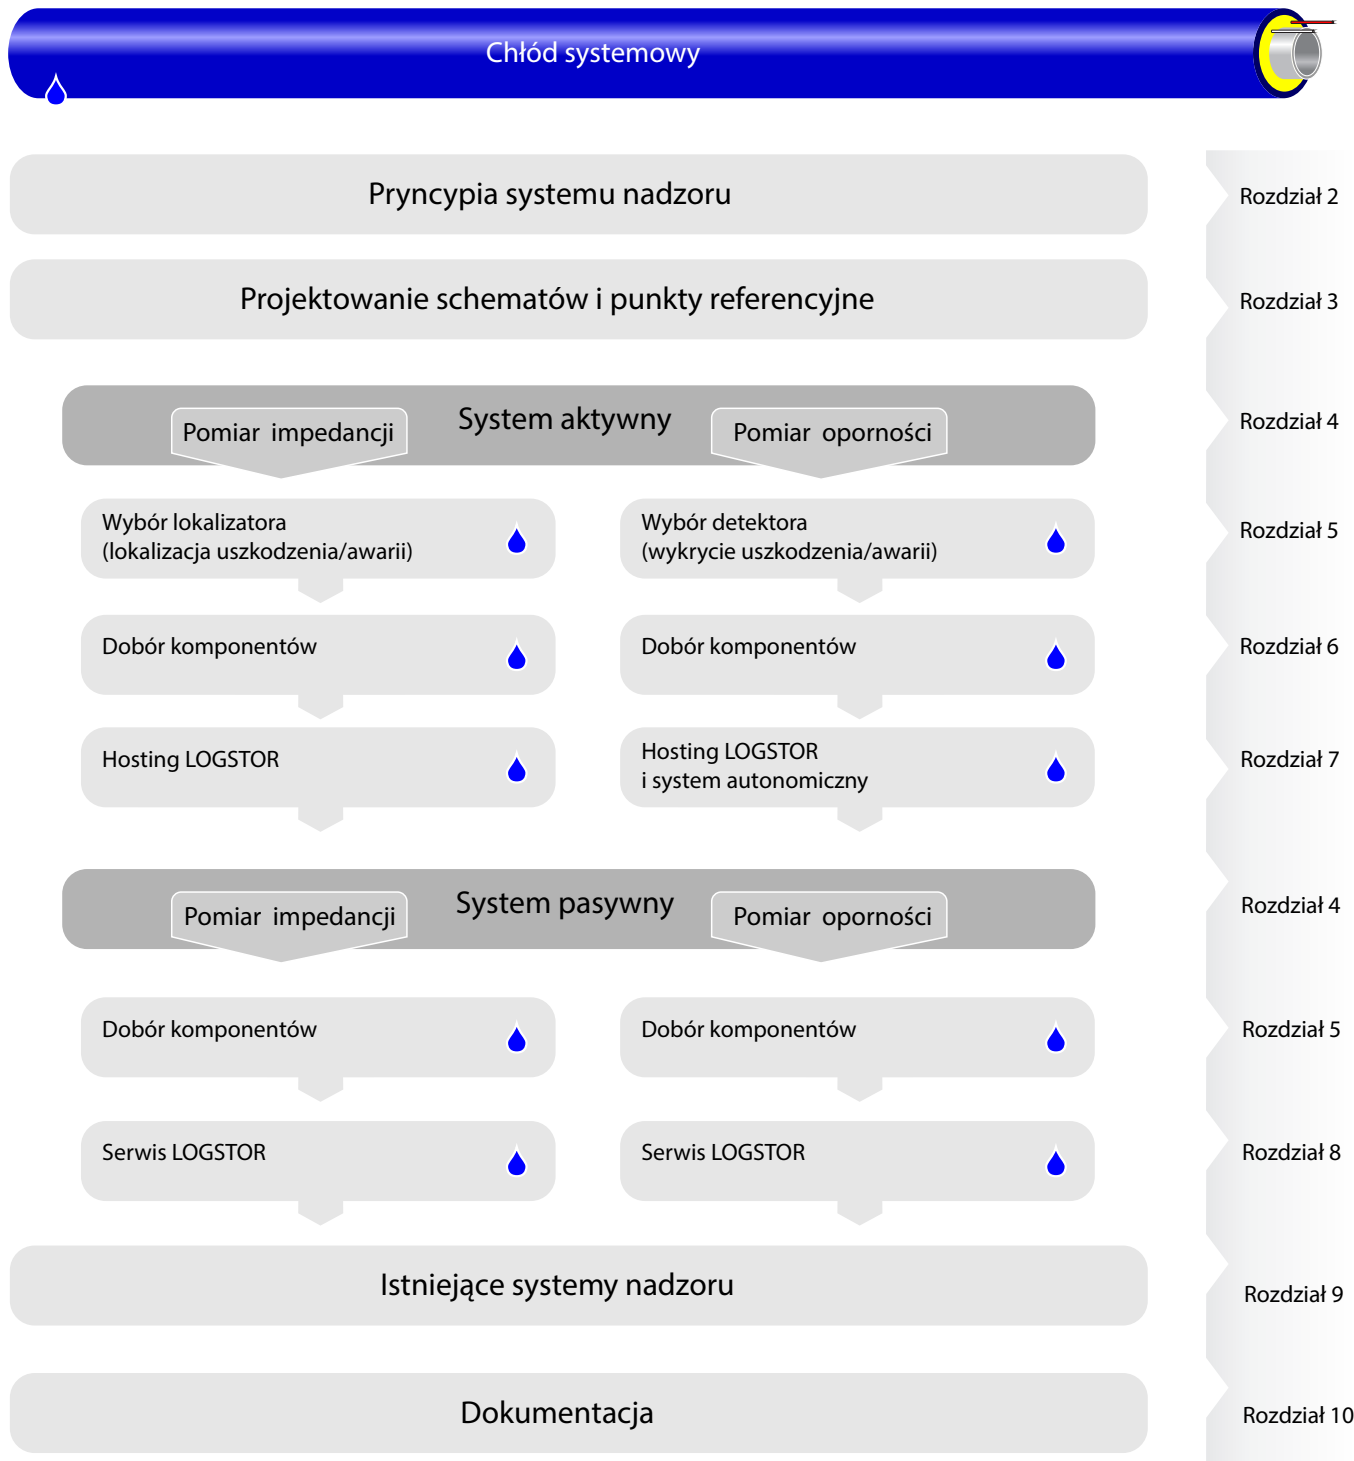 Chłód systemowy
Pryncypia systemu nadzoru
Rozdział 2
Projektowanie schematów i punkty referencyjne
Rozdział 3
System aktywny
Pomiar impedancji
Pomiar oporności
Rozdział 4
Wybór lokalizatora
(lokalizacja uszkodzenia/awarii)
Wybór detektora
(wykrycie uszkodzenia/awarii)
Rozdział 5
Dobór komponentów
Dobór komponentów
Rozdział 6
Hosting LOGSTOR
Hosting LOGSTOR
i system autonomiczny
Rozdział 7
System pasywny
Pomiar impedancji
Pomiar oporności
Rozdział 4
Dobór komponentów
Dobór komponentów
Rozdział 5
Serwis LOGSTOR
Serwis LOGSTOR
Rozdział 8
Istniejące systemy nadzoru
Rozdział 9
Dokumentacja
Rozdział 10